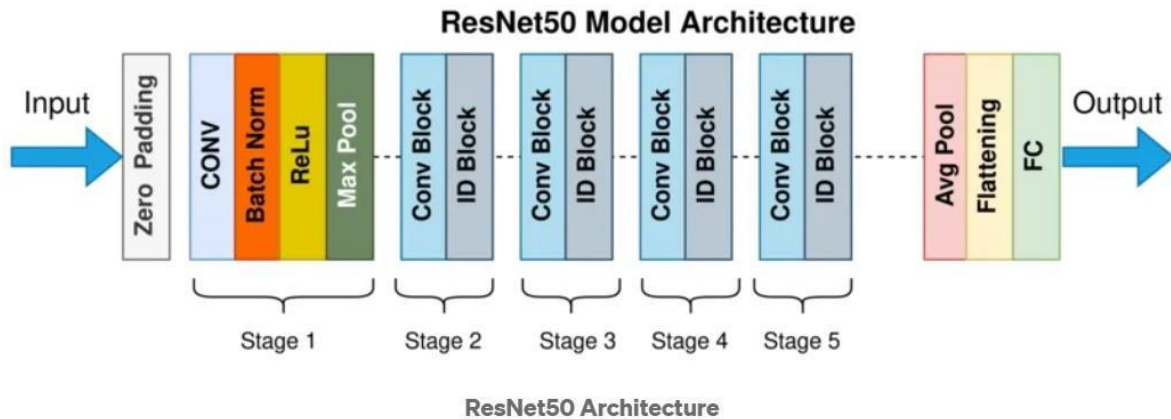 ResNet50 Model Architecture
Input
Zero Padding
CONV
Batch Norm
ReLu
Max Pool
Conv Block
ID Block
Conv Block
ID Block
Conv Block
ID Block
Conv Block
ID Block
Avg Pool
Flattening
FC
Output
Stage 1
Stage 2
Stage 3
Stage 4
Stage 5
ResNet50 Architecture